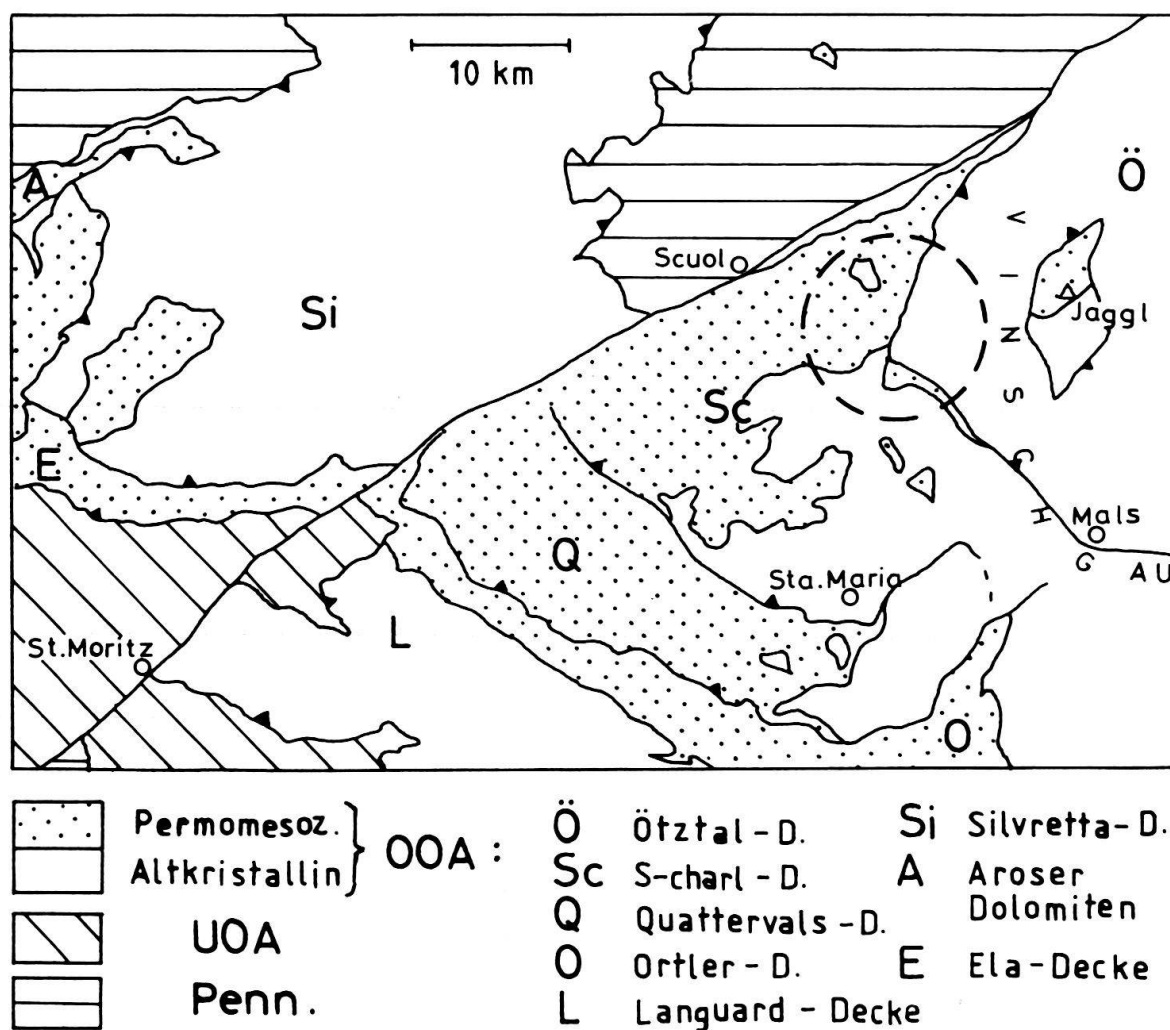 10 km
Ö
A
VINSCHGAU
Jaggl
Scuol
Si
Sc
E
Mals
Q
Sta. Maria
L
St. Moritz
O
Permomesoz.
Altkristallin
OOA :
UOA
Penn.
Ö Ötztal - D.
Sc S-charl - D.
Q Quattervals - D.
O Ortler - D.
L Languard - Decke
Si Silvretta - D.
A Aroser
Dolomiten
E Ela - Decke